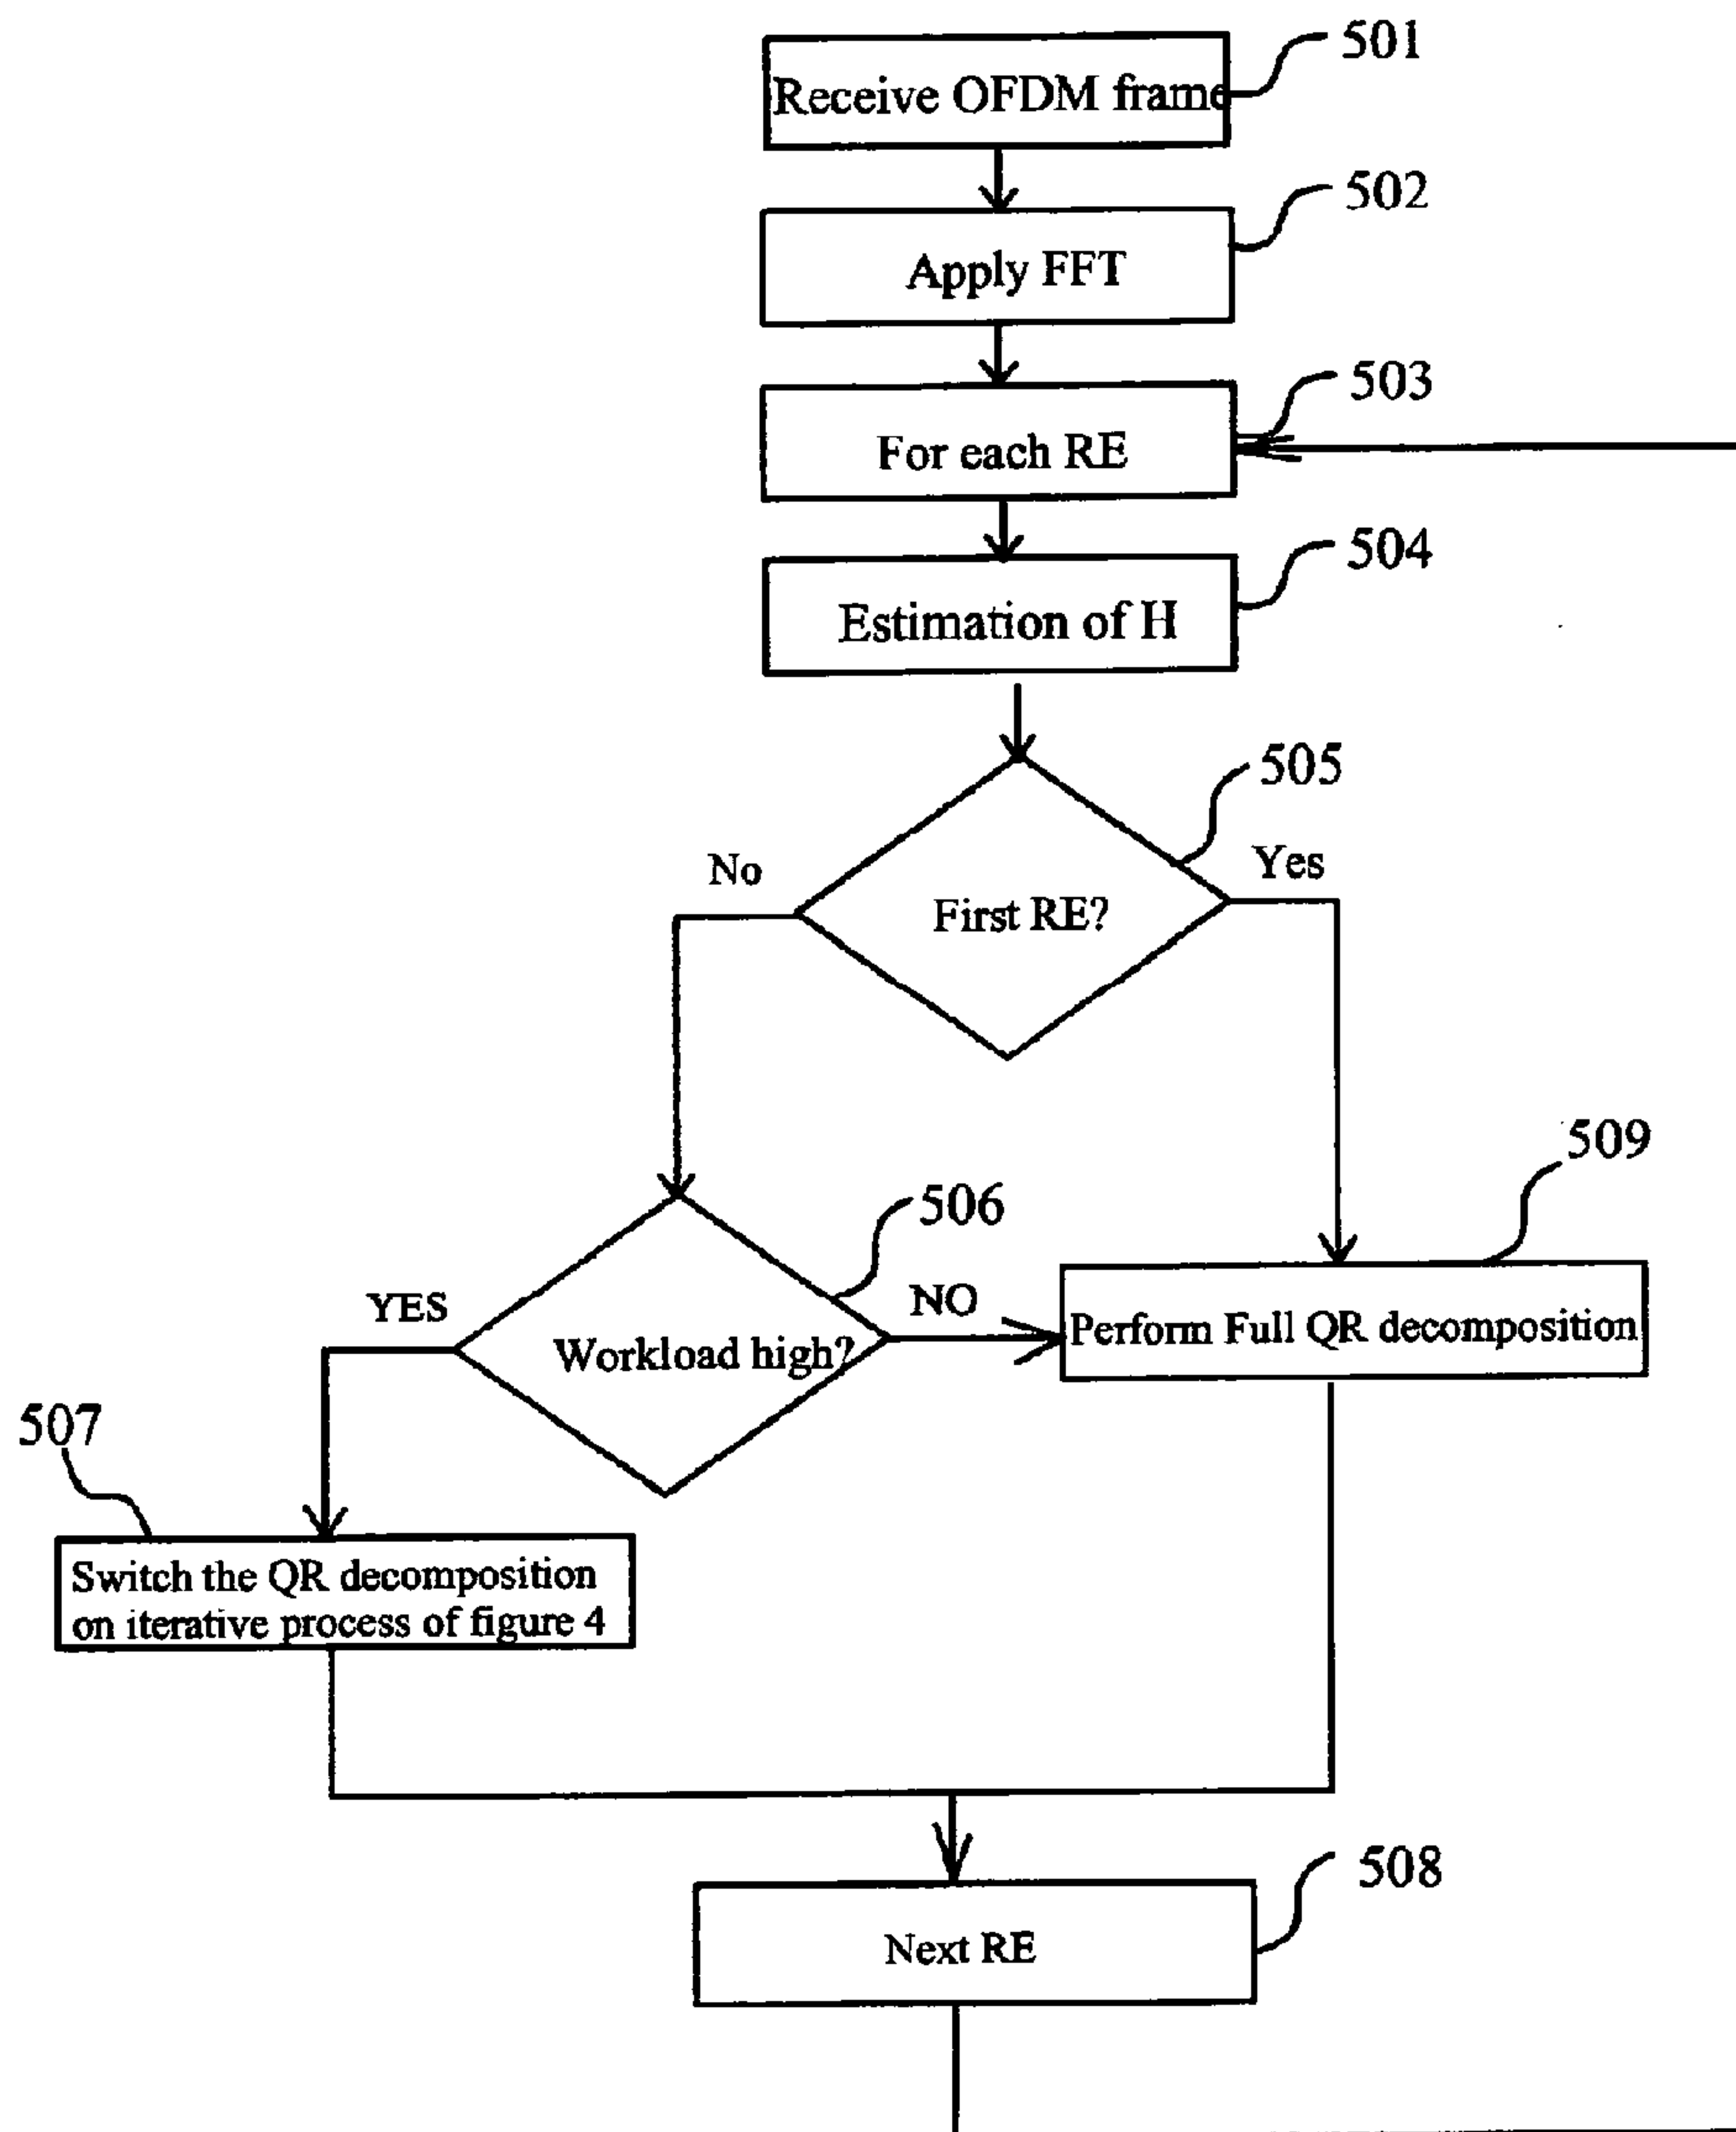 501
Receive OFDM frame
502
Apply FFT
503
For each RE
504
Estimation of H
505
No
Yes
First RE?
509
506
YES
NO
Perform Full QR decomposition
Workload high?
507
Switch the QR decomposition
on iterative process of figure 4
508
Next RE